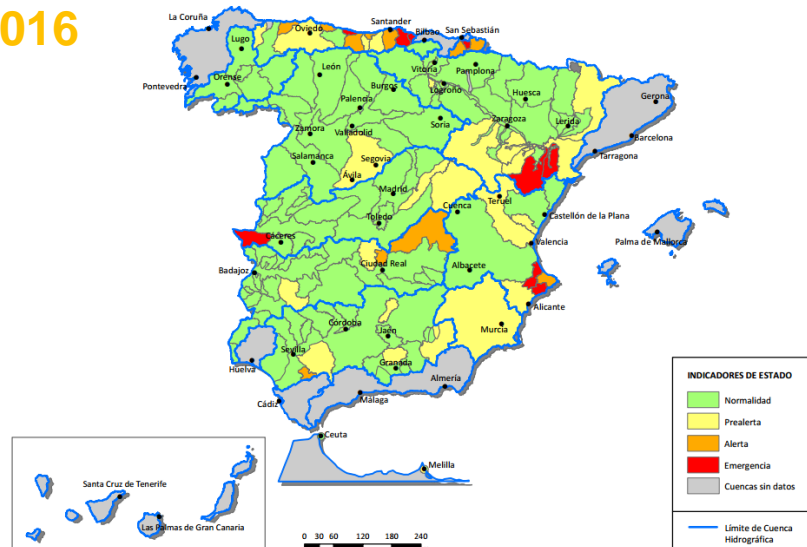 016
La Coruña
Lugo
Oviedo
Santander
Bilbao
San Sebastián
Pontevedra
Orense
León
Vitoria
Pamplona
Burgos
Logroño
Huesca
Gerona
Palencia
Zamora
Valladolid
Soria
Zaragoza
Lerida
Barcelona
Tarragona
Salamanca
Segovia
Ávila
Madrid
Teruel
Cuenca
Castellón de la Plana
Toledo
Cáceres
Valencia
Palma de Mallorca
Badajoz
Ciudad Real
Albacete
Alicante
Murcia
Córdoba
Jaén
Sevilla
Huelva
Granada
Almería
Cádiz
Málaga
Ceuta
Melilla
Santa Cruz de Tenerife
Las Palmas de Gran Canaria
0 30 60 120 180 240
INDICADORES DE ESTADO
Normalidad
Prealerta
Alerta
Emergencia
Cuencas sin datos
Límite de Cuenca
Hidrográfica